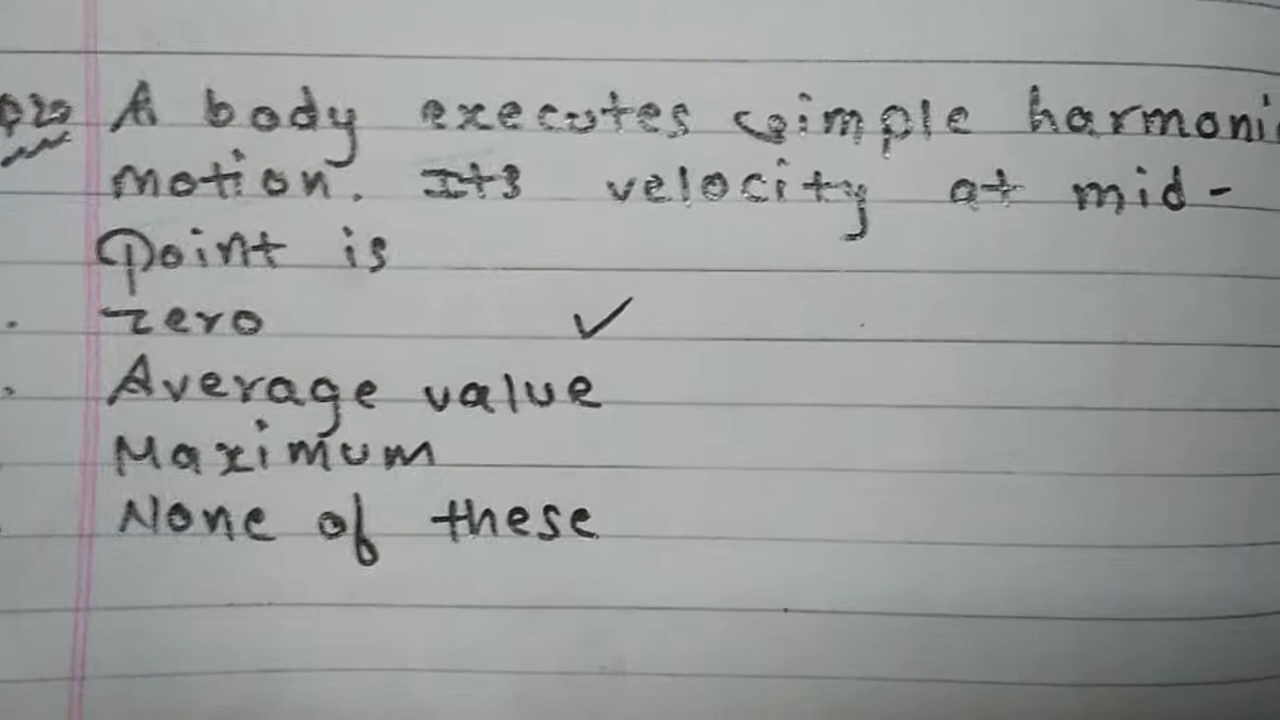 A body executes simple harmoni
motion. Its velocity at mid-
point is
zero ✓
Average value
Maximum
None of these